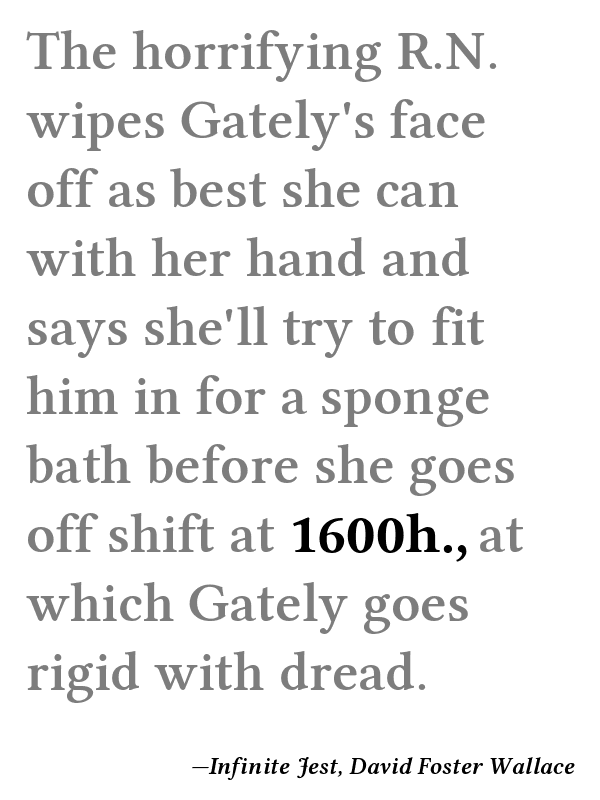 The horrifying R.N.
wipes Gately's face
off as best she can
with her hand and
says she'll try to fit
him in for a sponge
bath before she goes
off shift at 1600h., at
which Gately goes
rigid with dread.
—Infinite Jest, David Foster Wallace